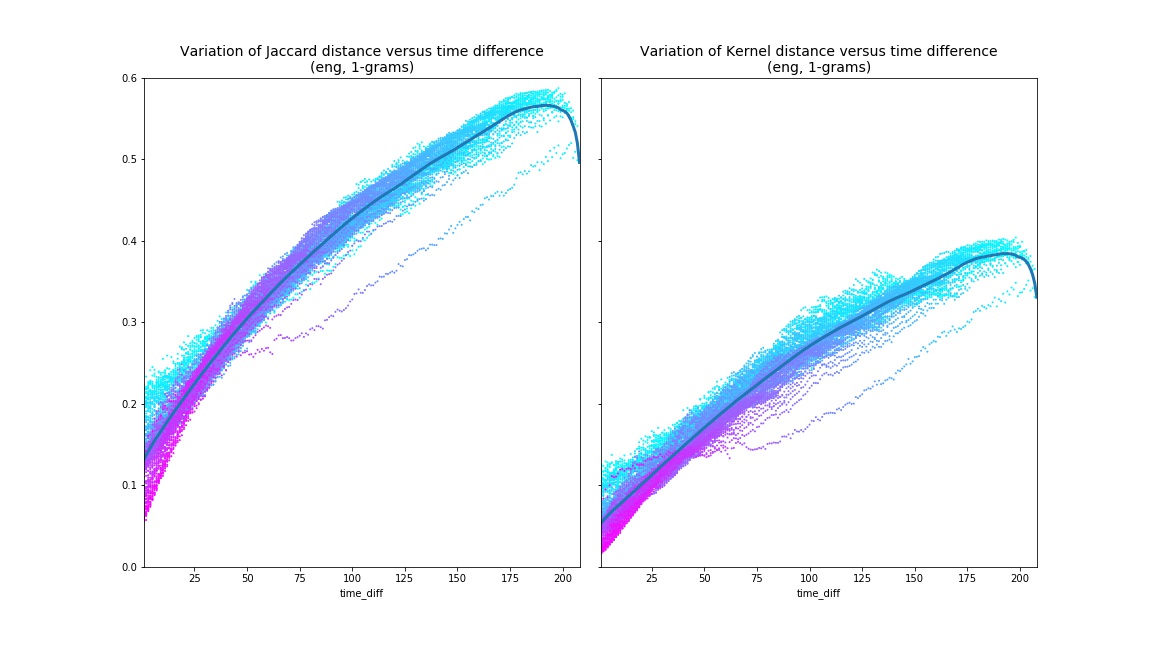 Variation of Jaccard distance versus time difference
(eng, 1-grams)
Variation of Kernel distance versus time difference
(eng, 1-grams)
0.6
0.5
0.4
0.3
0.2
0.1
0.0
25 50 75 100 125 150 175 200
time_diff
25 50 75 100 125 150 175 200
time_diff